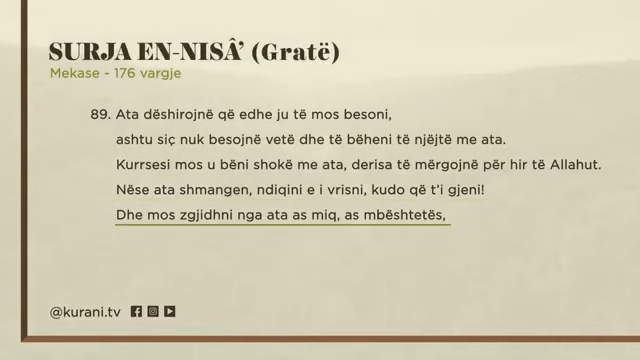 SURJA EN-NISÂ’ (Gratë)
Mekase - 176 vargje
89. Ata dëshirojnë që edhe ju të mos besoni,
ashtu siç nuk besojnë vetë dhe të bëheni të njëjtë me ata.
Kurrsesi mos u bëni shokë me ata, derisa të mërgojnë për hir të Allahut.
Nëse ata shmangen, ndiqini e i vrisni, kudo që t’i gjeni!
Dhe mos zgjidhni nga ata as miq, as mbështetës,
@kurani.tv